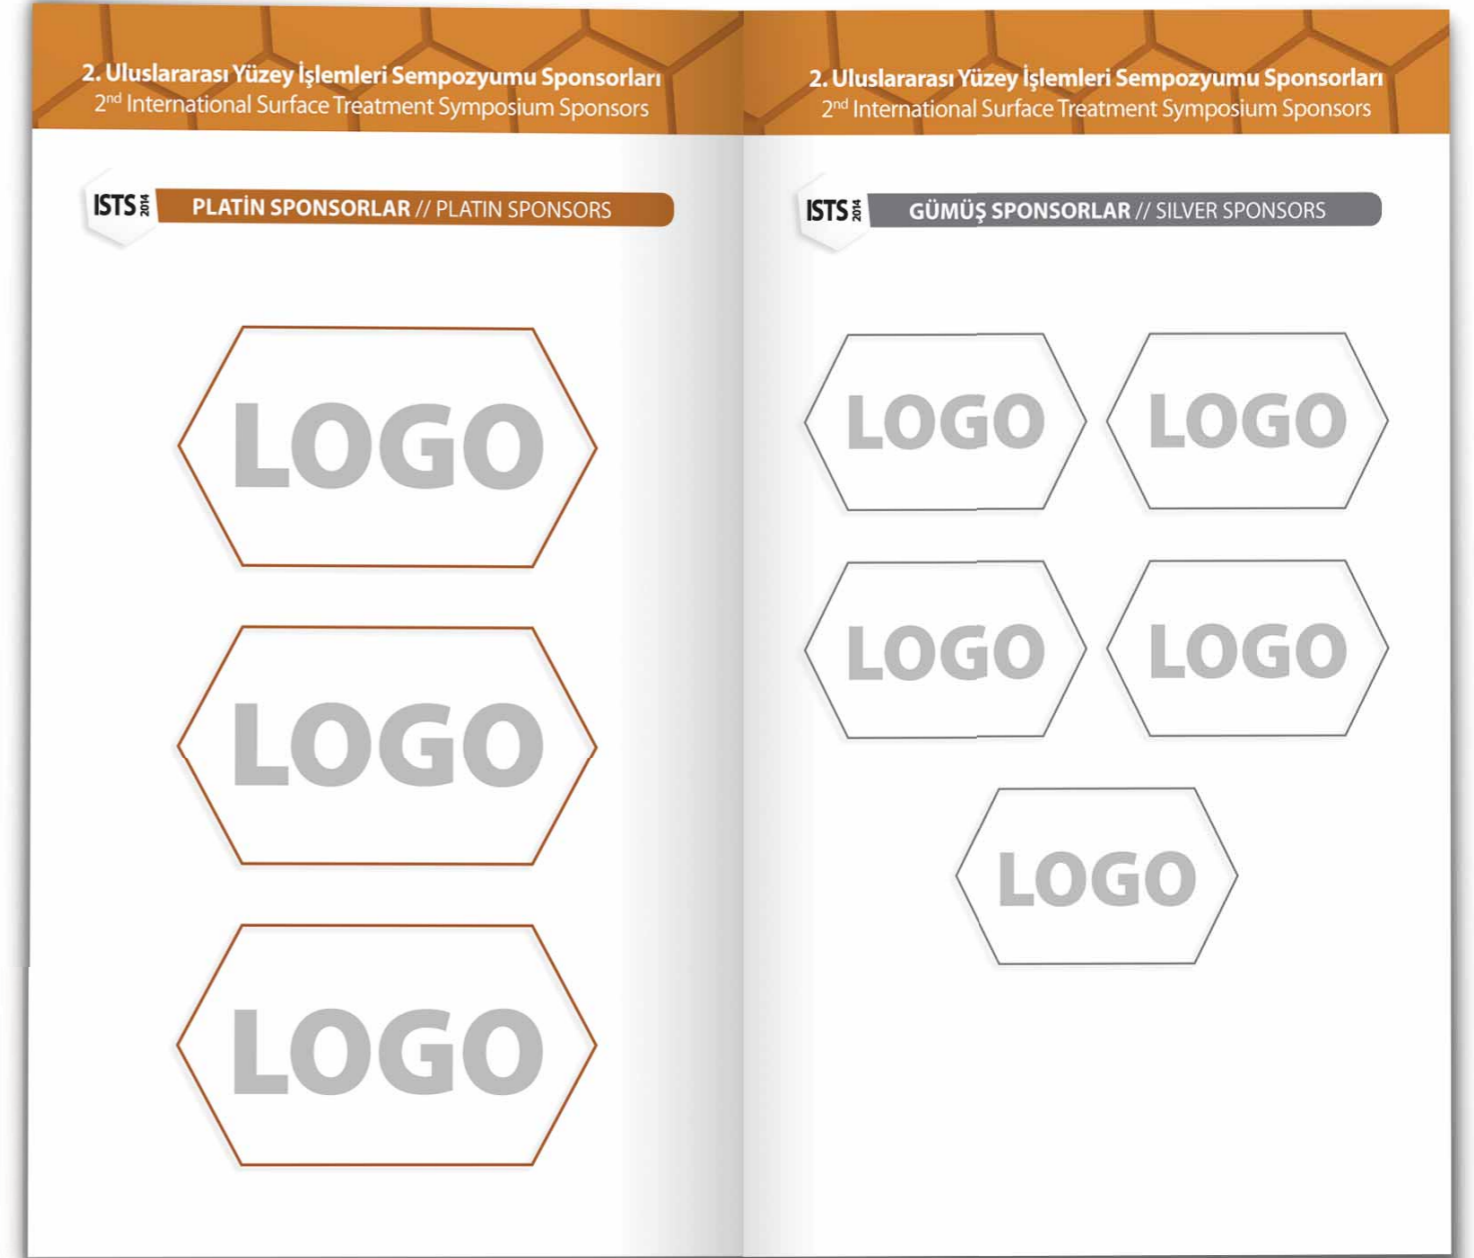 2. Uluslararası Yüzey İşlemleri Sempozyumu Sponsorları
2nd International Surface Treatment Symposium Sponsors
ISTS 2014
PLATİN SPONSORLAR // PLATIN SPONSORS
LOGO
LOGO
LOGO
2. Uluslararası Yüzey İşlemleri Sempozyumu Sponsorları
2nd International Surface Treatment Symposium Sponsors
ISTS 2014
GÜMÜŞ SPONSORLAR // SILVER SPONSORS
LOGO LOGO
LOGO LOGO
LOGO